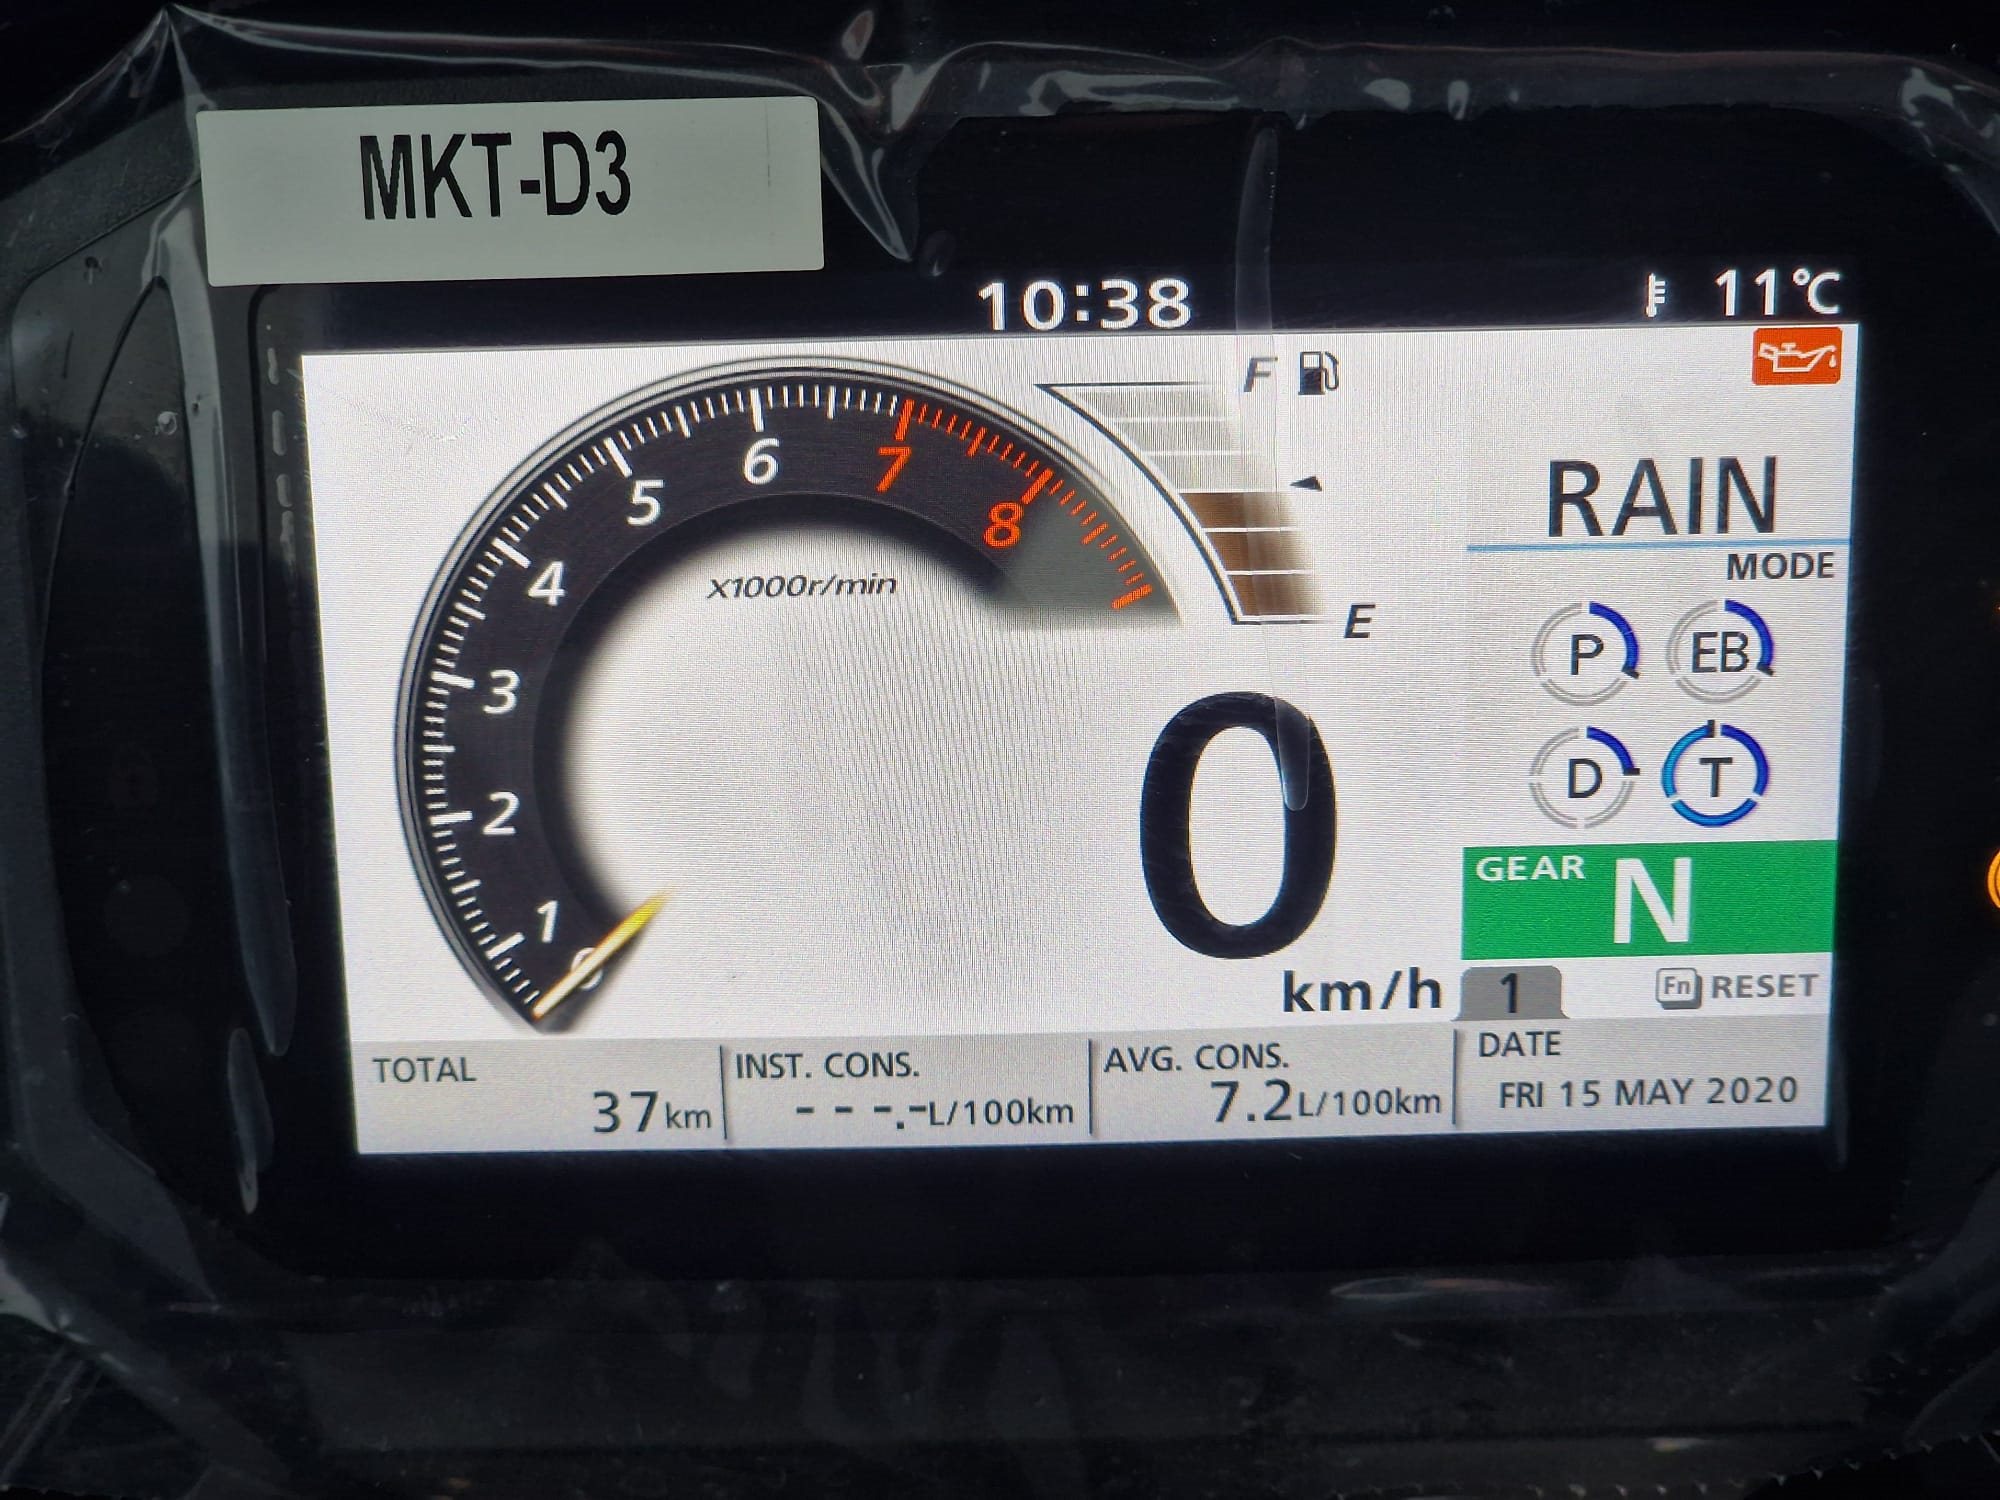 MKT-D3
10:38
11°C
F
E
RAIN
MODE
P
EB
D
T
GEAR N
8
7
6
5
4
3
2
1
0
x1000r/min
0
km/h
1
Fn RESET
TOTAL
37km
INST. CONS.
---.-L/100km
AVG. CONS.
7.2L/100km
DATE
FRI 15 MAY 2020